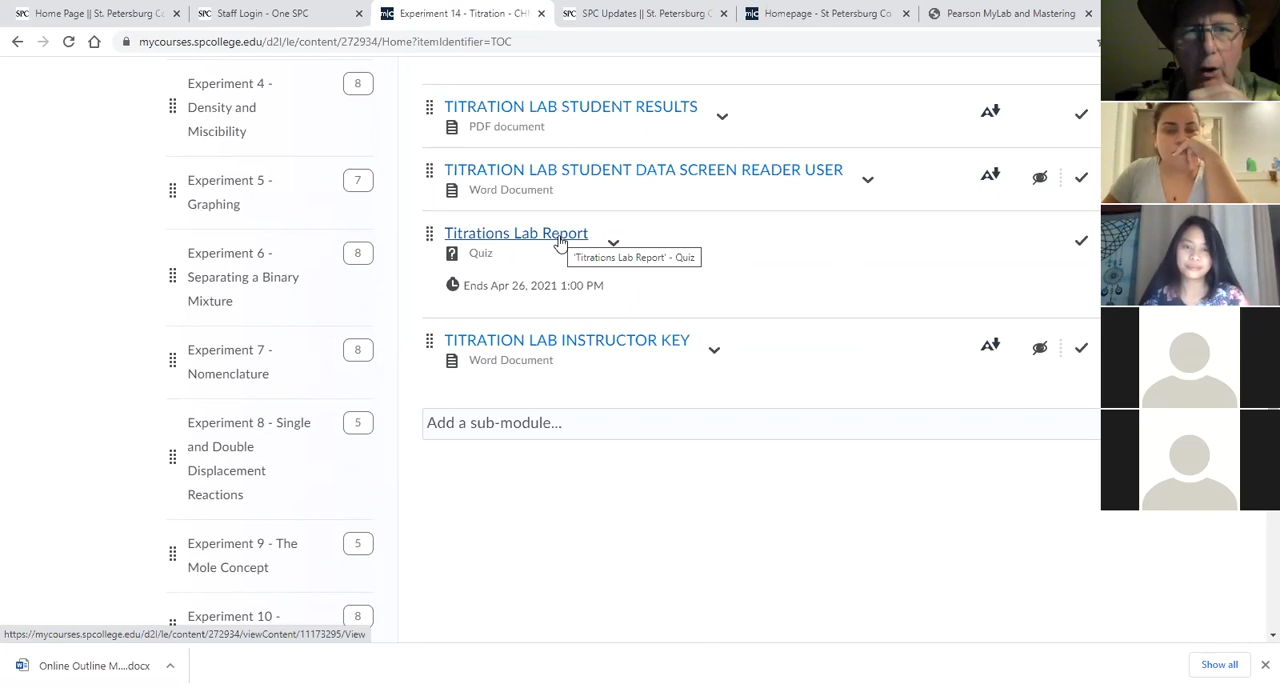 SPC Home Page || St. Petersburg Co
SPC Staff Login - One SPC
Experiment 14 - Titration - CH
SPC SPC Updates || St. Petersburg C
Homepage - St Petersburg Co
Pearson MyLab and Mastering
mycourses.spcollege.edu/d2l/le/content/272934/Home?itemIdentifier=TOC
Experiment 4 -
Density and
Miscibility
8
Experiment 5 -
Graphing
7
Experiment 6 -
Separating a Binary
Mixture
8
Experiment 7 -
Nomenclature
8
Experiment 8 - Single
and Double
Displacement
Reactions
5
Experiment 9 - The
Mole Concept
5
Experiment 10 -
8
TITRATION LAB STUDENT RESULTS
PDF document
TITRATION LAB STUDENT DATA SCREEN READER USER
Word Document
Titrations Lab Report
Quiz
'Titrations Lab Report' - Quiz
Ends Apr 26, 2021 1:00 PM
TITRATION LAB INSTRUCTOR KEY
Word Document
Add a sub-module...
https://mycourses.spcollege.edu/d2l/le/content/272934/viewContent/11173295/View
Online Outline M....docx
Show all